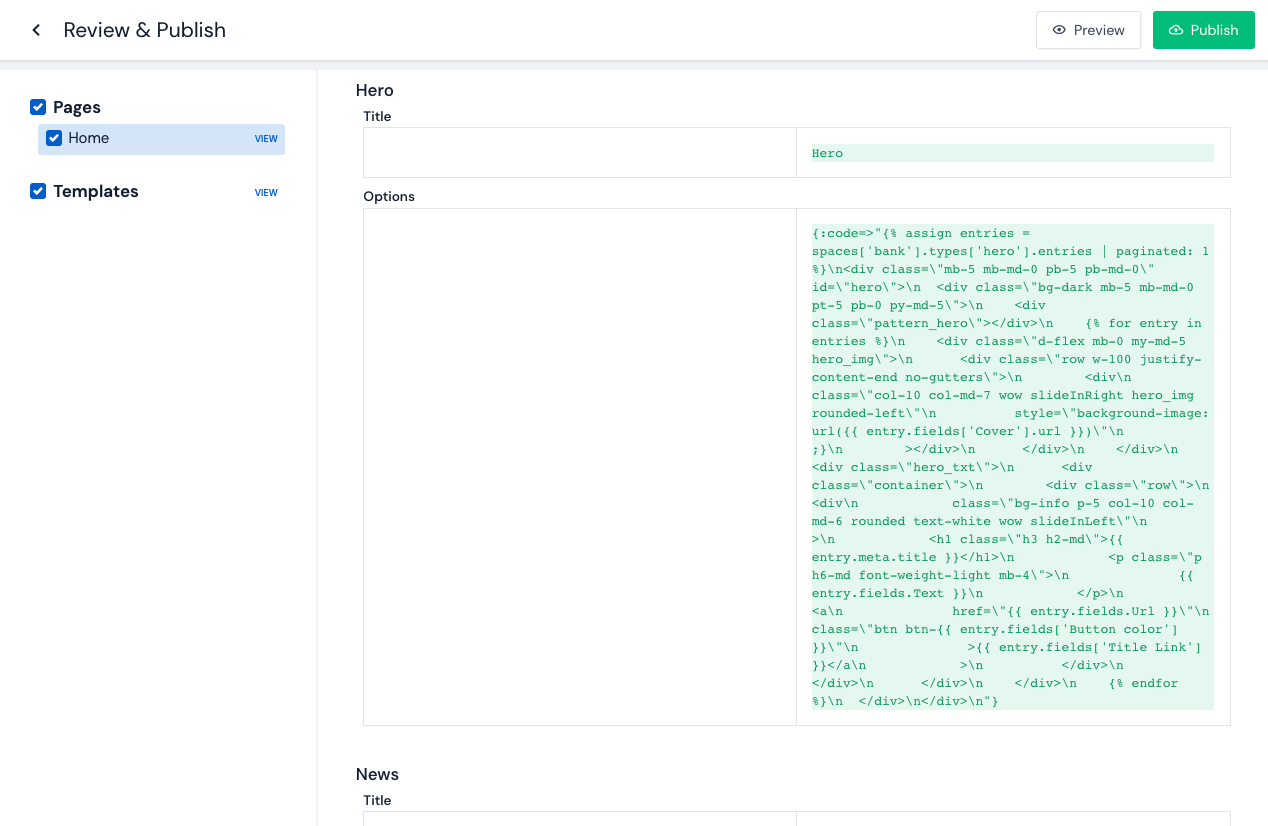 Review & Publish
Preview
Publish
Pages
Home
VIEW
Templates
VIEW
Hero
Title
Hero
Options
{:code=>"{% assign entries =
spaces['bank'].types['hero'].entries | paginated: 1
%}\n<div class=\"mb-5 mb-md-0 pb-5 pb-md-0\"
id=\"hero\">\n  <div class=\"bg-dark mb-5 mb-md-0
pt-5 pb-0 py-md-5\">\n    <div
class=\"pattern_hero\"></div>\n    {% for entry in
entries %}\n    <div class=\"d-flex mb-0 my-md-5
hero_img\">\n      <div class=\"row w-100 justify-
content-end no-gutters\">\n        <div\n
class=\"col-10 col-md-7 wow slideInRight hero_img
rounded-left\"\n          style=\"background-image:
url({{ entry.fields['Cover'].url }})\"\n
;}\n        ></div>\n      </div>\n    </div>\n
<div class=\"hero_txt\">\n      <div
class=\"container\">\n        <div class=\"row\">\n
<div\n            class=\"bg-info p-5 col-10 col-
md-6 rounded text-white wow slideInLeft\"\n
>\n            <h1 class=\"h3 h2-md\">{{
entry.meta.title }}</h1>\n            <p class=\"p
h6-md font-weight-light mb-4\">\n              {{
entry.fields.Text }}\n            </p>\n
<a\n              href=\"{{ entry.fields.Url }}\"\n
class=\"btn btn-{{ entry.fields['Button color']
}}\"\n              >{{ entry.fields['Title Link']
}}</a\n            >\n          </div>\n
</div>\n      </div>\n    </div>\n    {% endfor
%}\n  </div>\n</div>\n"}
News
Title